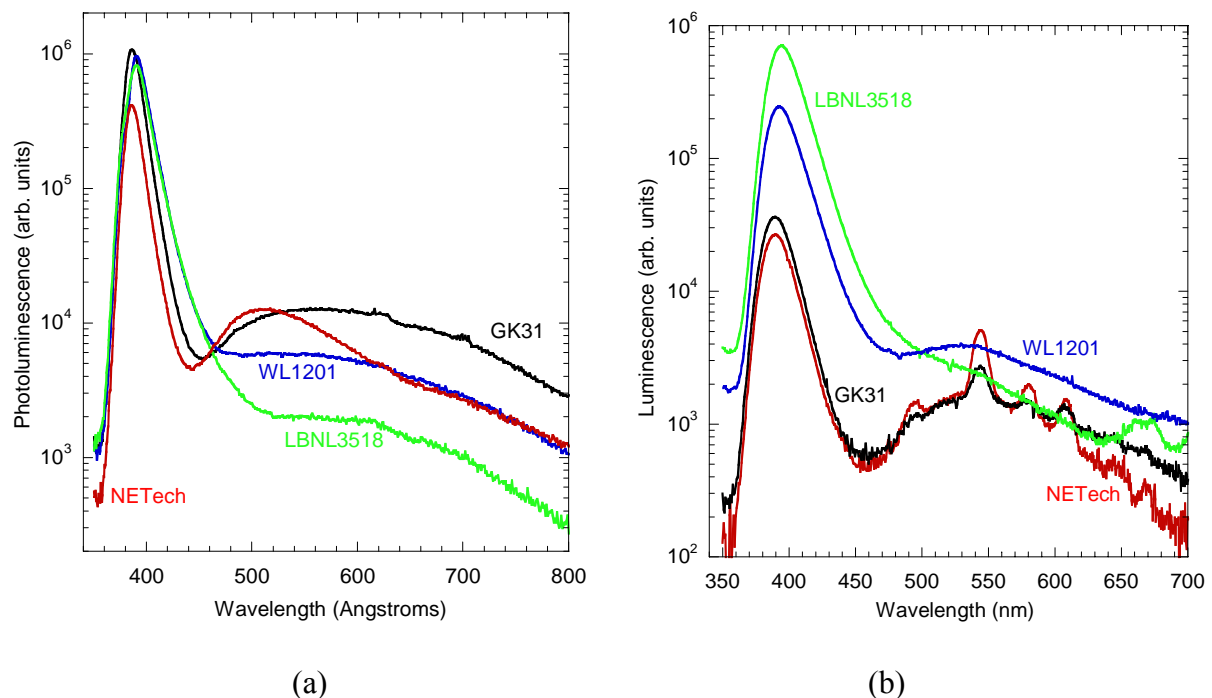 10^6
10^5
10^4
10^3
Photoluminescence (arb. units)
GK31
WL1201
LBNL3518
NETech
400 500 600 700 800
Wavelength (Angstroms)
(a)
10^6
10^5
10^4
10^3
10^2
Luminescence (arb. units)
LBNL3518
WL1201
GK31
NETech
350 400 450 500 550 600 650 700
Wavelength (nm)
(b)